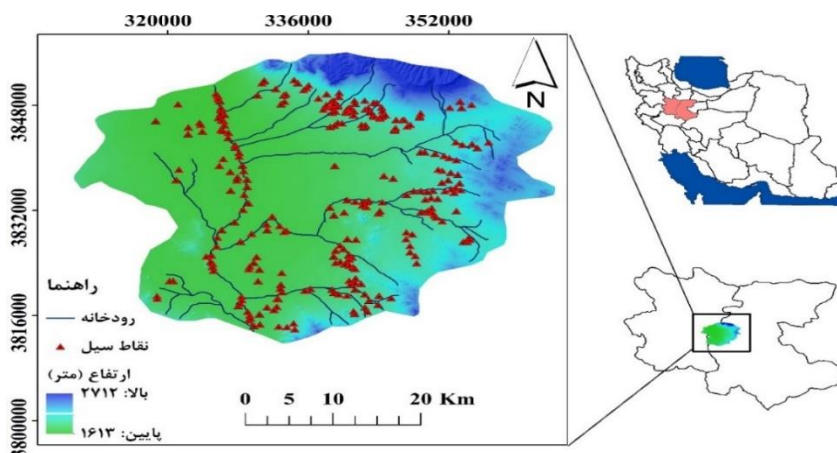 320000 336000 352000
3848000
3832000
3816000
3800000
N
راهنما
رودخانه
نقاط سیل
ارتفاع (متر)
بالا: ۲۷۱۲
پایین: ۱۶۱۳
0 5 10 20 Km